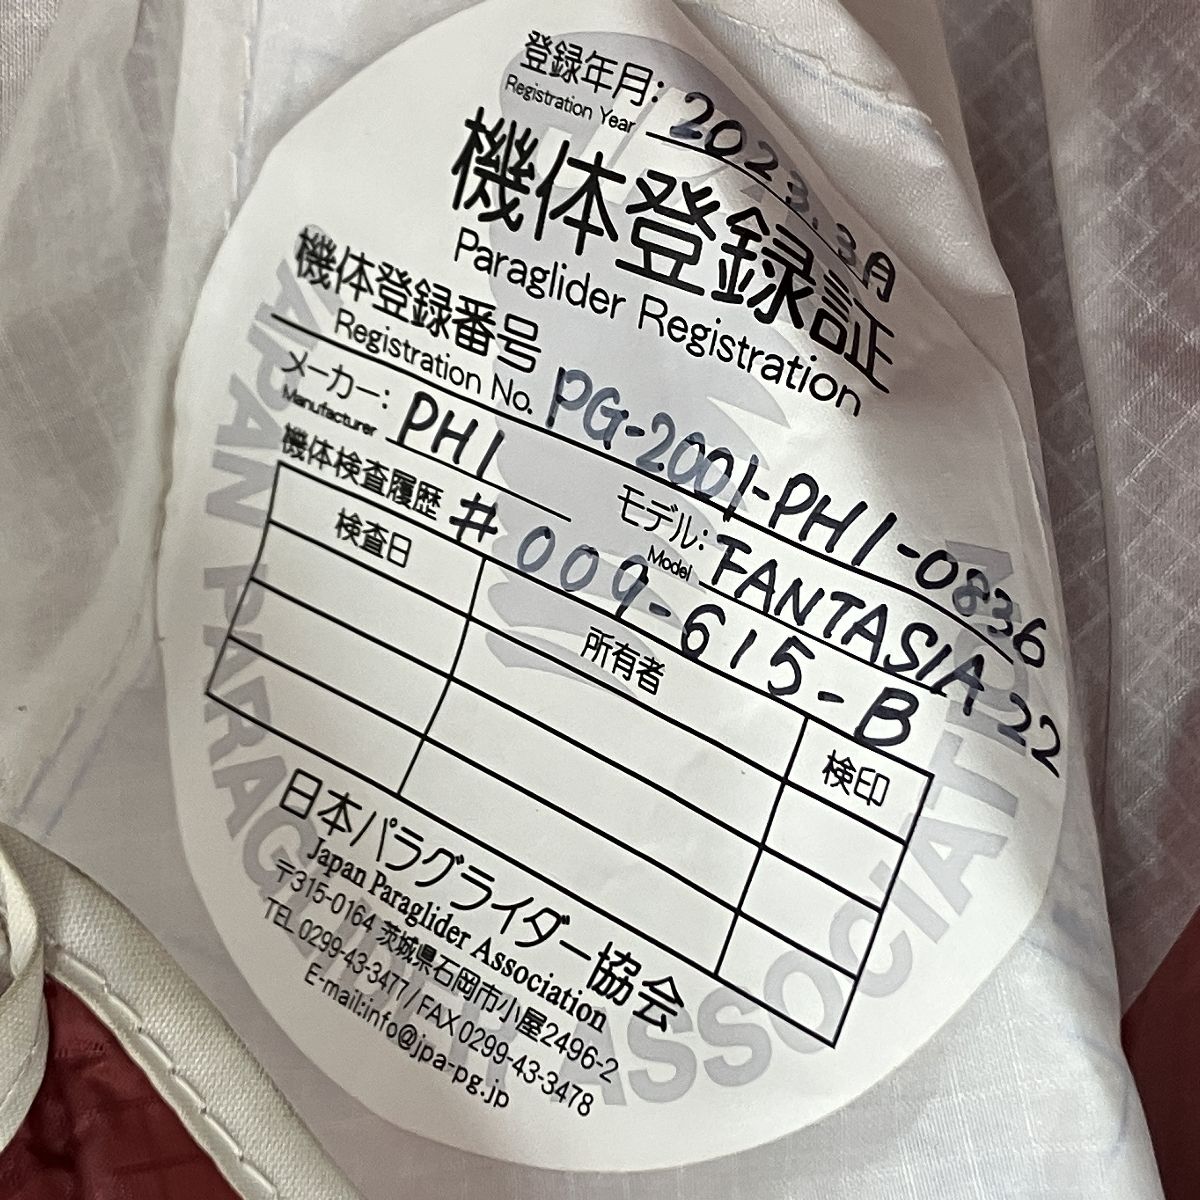 登録年月: 2023.3月
Registration Year
機体登録証
Paraglider Registration
機体登録番号 PG-2001-PHI-0836
Registration No.
メーカー: PHI モデル: FANTASIA 22
Manufacturer Model
機体検査履歴 #009-615-B
検査日 所有者 検印
日本パラグライダー協会
Japan Paraglider Association
〒315-0164 茨城県石岡市小屋2496-2
TEL 0299-43-3477 / FAX 0299-43-3478
E-mail:info@jpa-pg.jp